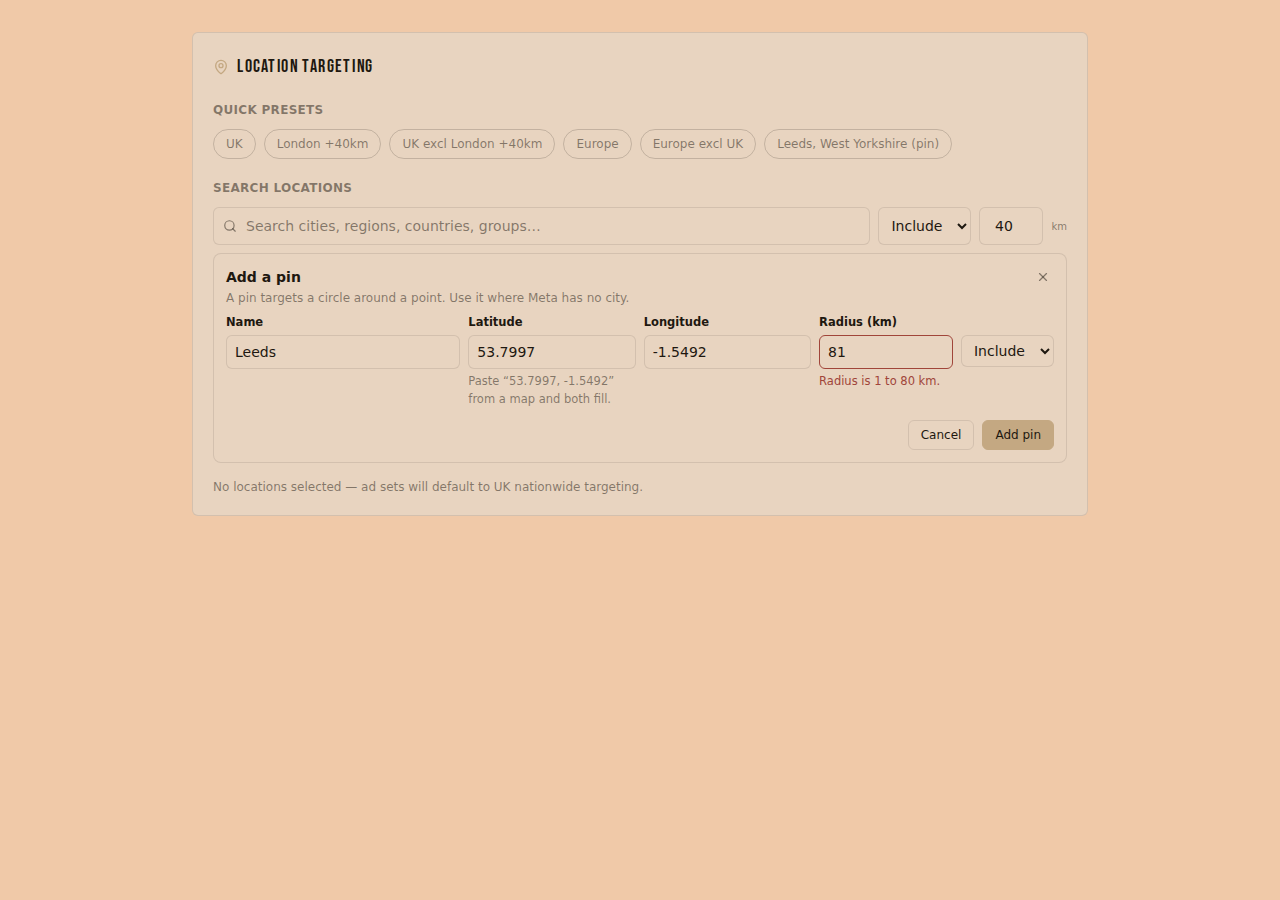 LOCATION TARGETING
QUICK PRESETS
UK
London +40km
UK excl London +40km
Europe
Europe excl UK
Leeds, West Yorkshire (pin)
SEARCH LOCATIONS
Search cities, regions, countries, groups…
Include
40
km
Add a pin
A pin targets a circle around a point. Use it where Meta has no city.
Name
Latitude
Longitude
Radius (km)
Leeds
53.7997
-1.5492
81
Include
Paste “53.7997, -1.5492”
from a map and both fill.
Radius is 1 to 80 km.
Cancel
Add pin
No locations selected — ad sets will default to UK nationwide targeting.